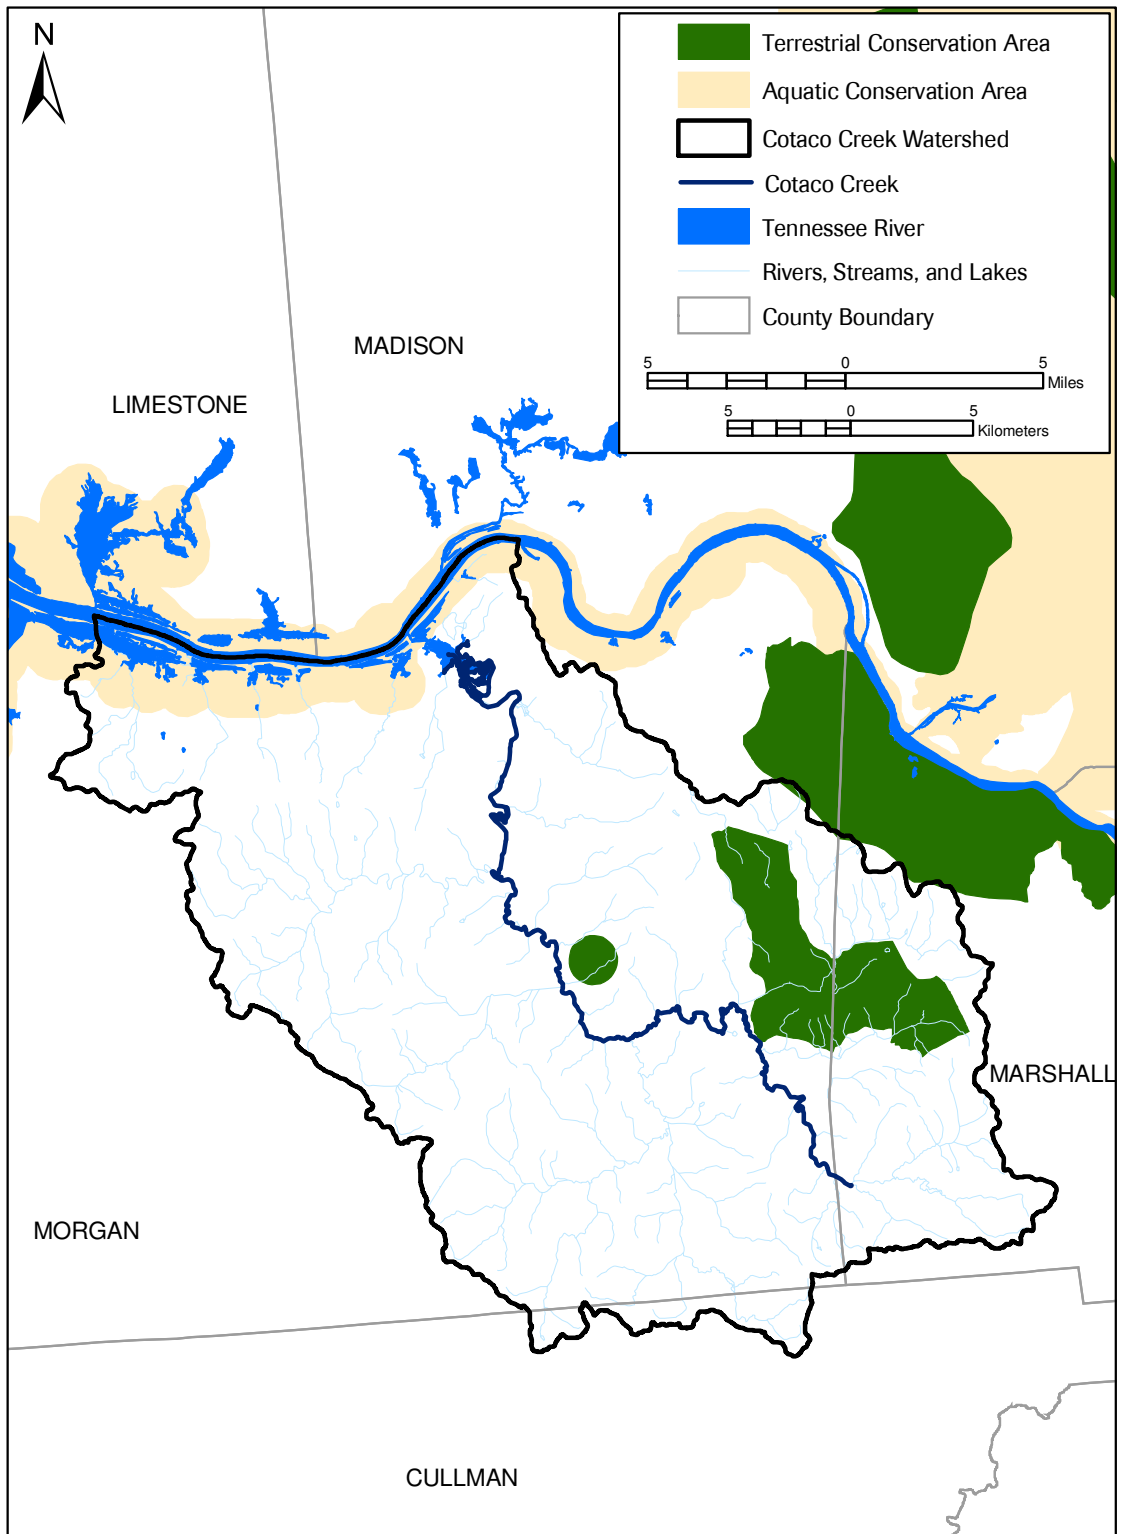 N
Terrestrial Conservation Area
Aquatic Conservation Area
Cotaco Creek Watershed
Cotaco Creek
Tennessee River
Rivers, Streams, and Lakes
County Boundary
5 0 5
Miles
5 0 5
Kilometers
MADISON
LIMESTONE
MARSHALL
MORGAN
CULLMAN